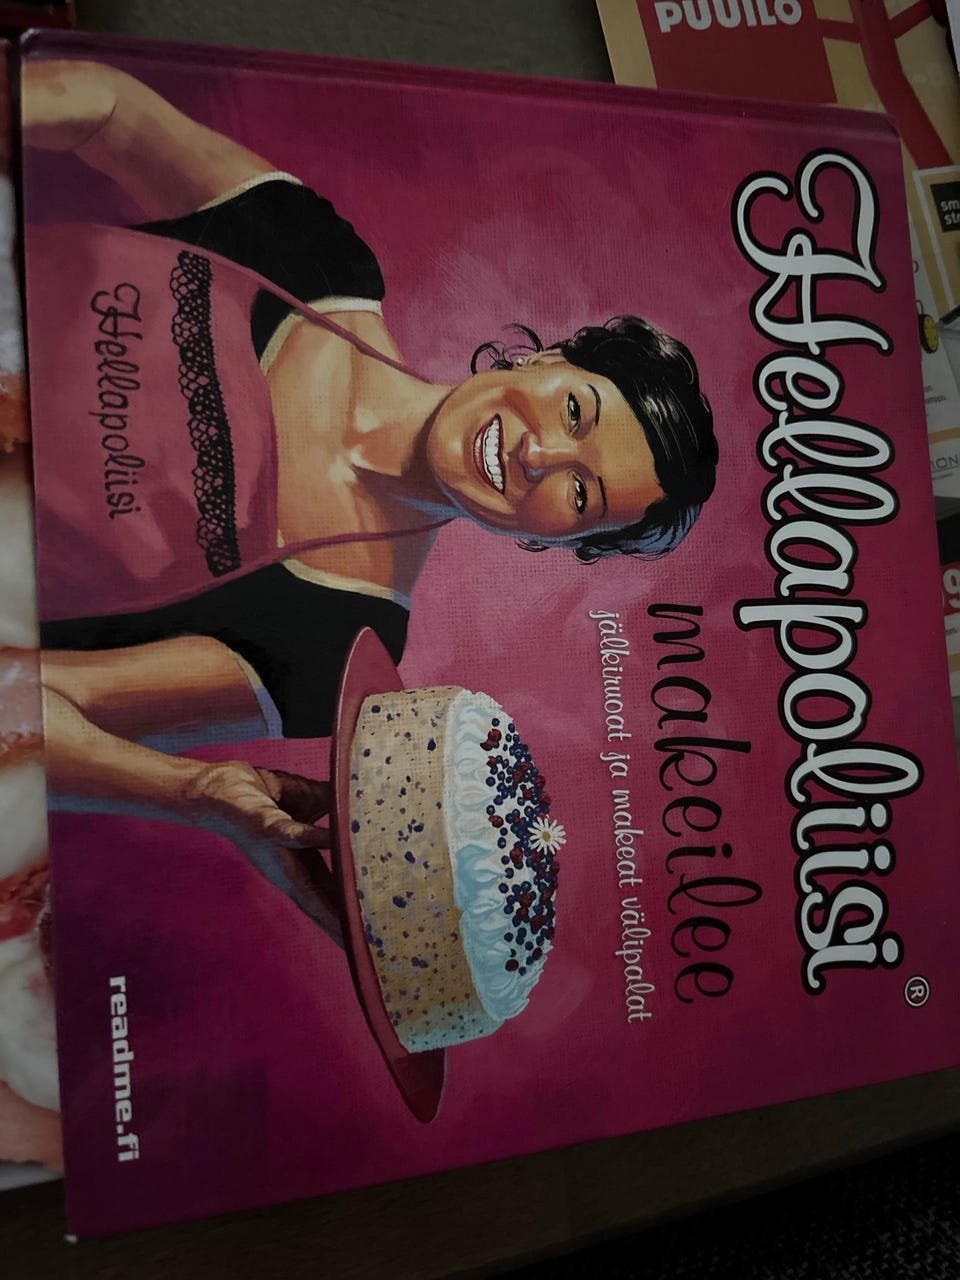 Hellapoliisi®
makeilee
jälkiruoat ja makeat välipalat
Hellapoliisi
readme.fi
PUUILO